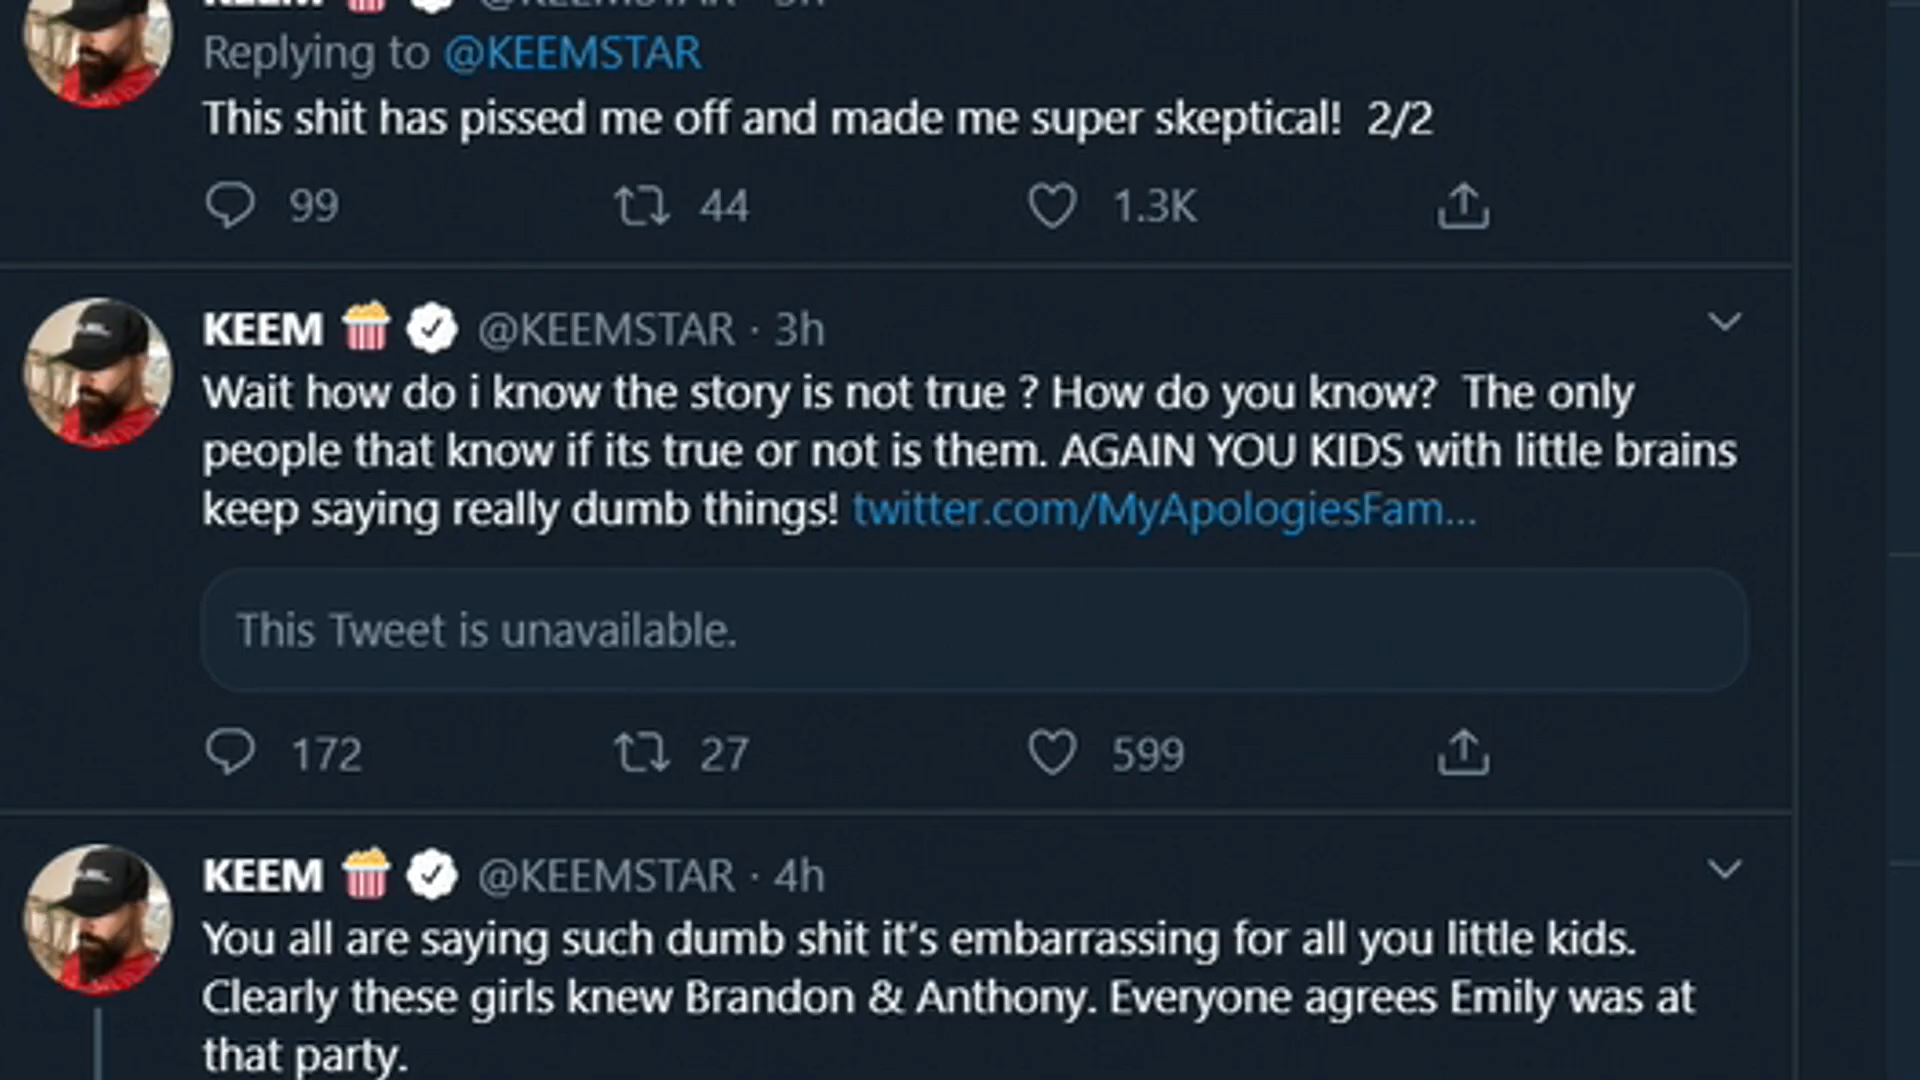 KEEM @KEEMSTAR · 3h
Replying to @KEEMSTAR
This shit has pissed me off and made me super skeptical! 2/2
99 44 1.3K
KEEM @KEEMSTAR · 3h
Wait how do i know the story is not true ? How do you know? The only
people that know if its true or not is them. AGAIN YOU KIDS with little brains
keep saying really dumb things! twitter.com/MyApologiesFam...
This Tweet is unavailable.
172 27 599
KEEM @KEEMSTAR · 4h
You all are saying such dumb shit it's embarrassing for all you little kids.
Clearly these girls knew Brandon & Anthony. Everyone agrees Emily was at
that party.